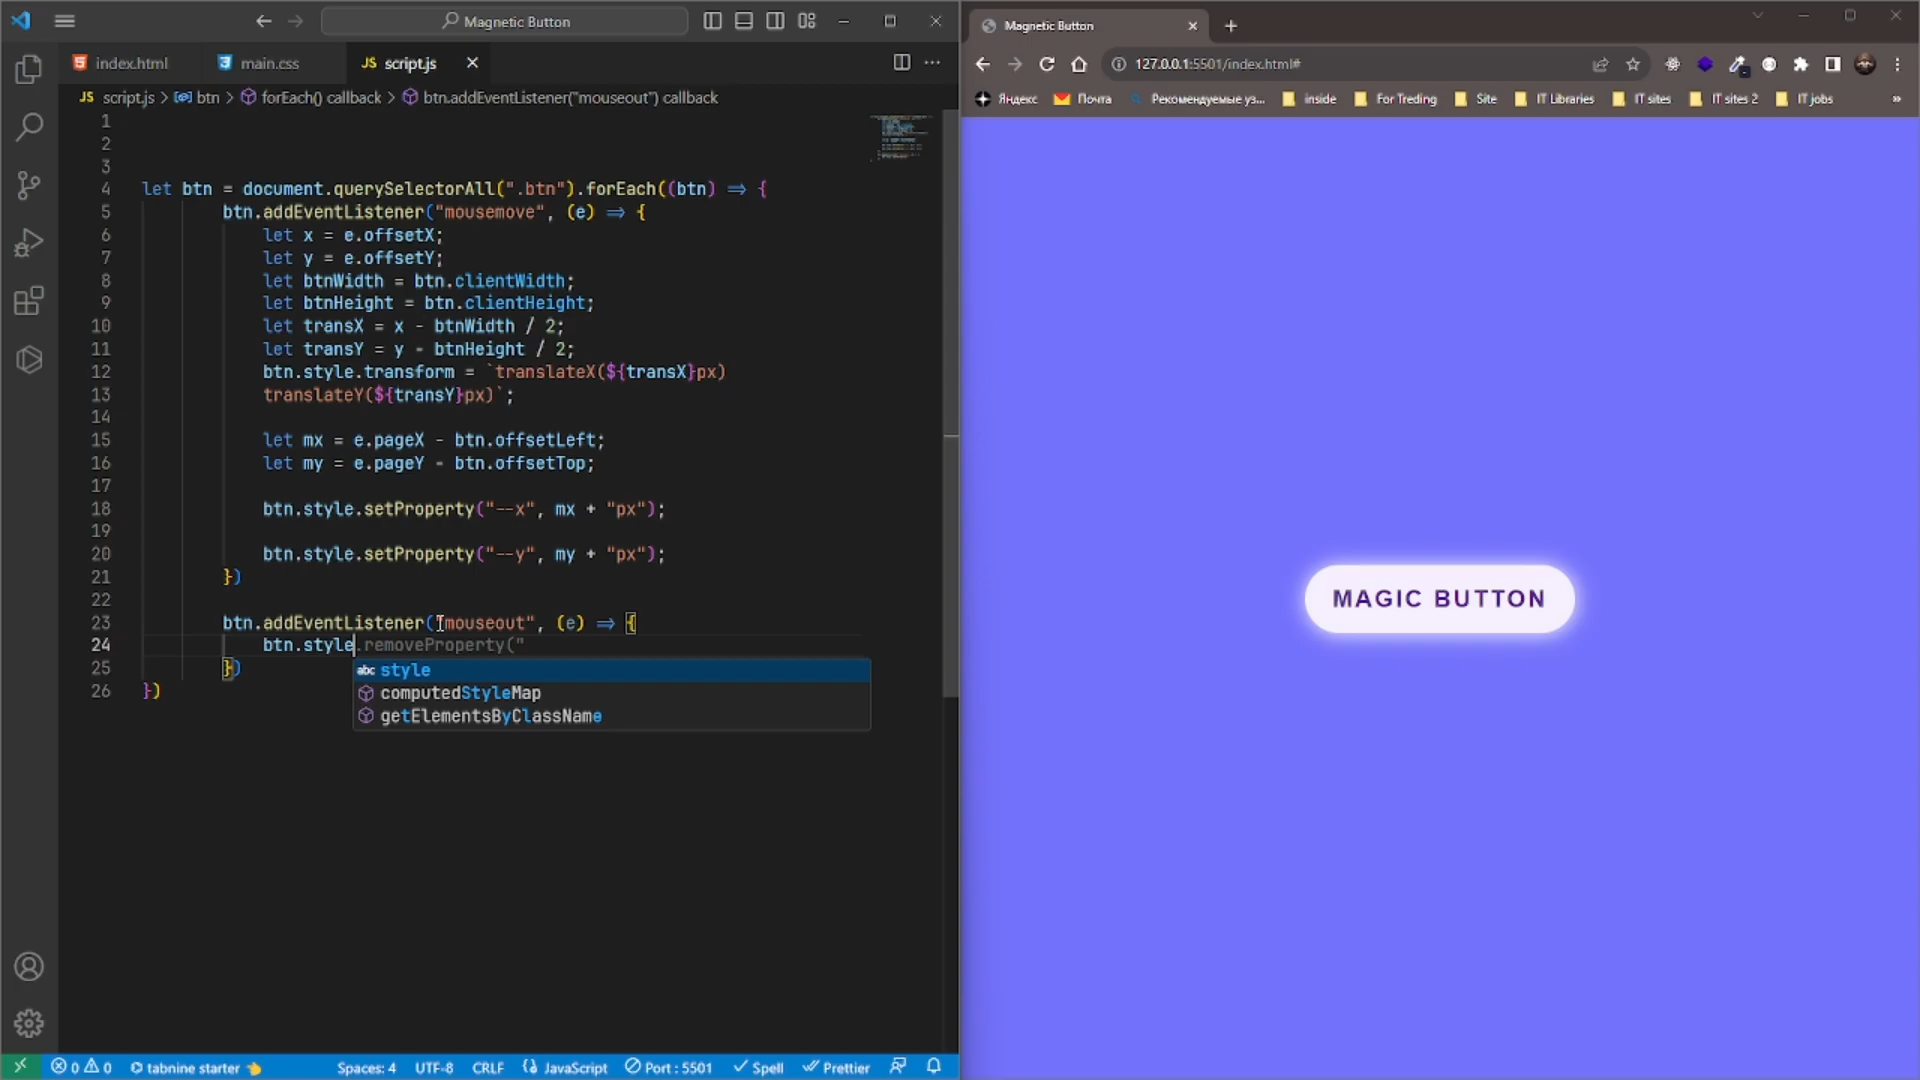 Magnetic Button
index.html
main.css
JS script.js
JS script.js > btn > forEach() callback > btn.addEventListener("mouseout") callback
1
2
3
4 let btn = document.querySelectorAll(".btn").forEach((btn) => {
5 btn.addEventListener("mousemove", (e) => {
6 let x = e.offsetX;
7 let y = e.offsetY;
8 let btnWidth = btn.clientWidth;
9 let btnHeight = btn.clientHeight;
10 let transX = x - btnWidth / 2;
11 let transY = y - btnHeight / 2;
12 btn.style.transform = `translateX(${transX}px)
13 translateY(${transY}px)`;
14
15 let mx = e.pageX - btn.offsetLeft;
16 let my = e.pageY - btn.offsetTop;
17
18 btn.style.setProperty("--x", mx + "px");
19
20 btn.style.setProperty("--y", my + "px");
21 })
22
23 btn.addEventListener("mouseout", (e) => {
24 btn.style.removeProperty("
25 })
26 })
abc style
computedStyleMap
getElementsByClassName
0 0 tabnine starter Spaces: 4 UTF-8 CRLF JavaScript Port : 5501 Spell Prettier
Magnetic Button
127.0.0.1:5501/index.html#
Яндекс Почта Рекомендуемые уз... inside For Treding Site IT Libraries IT sites IT sites 2 IT jobs »
MAGIC BUTTON